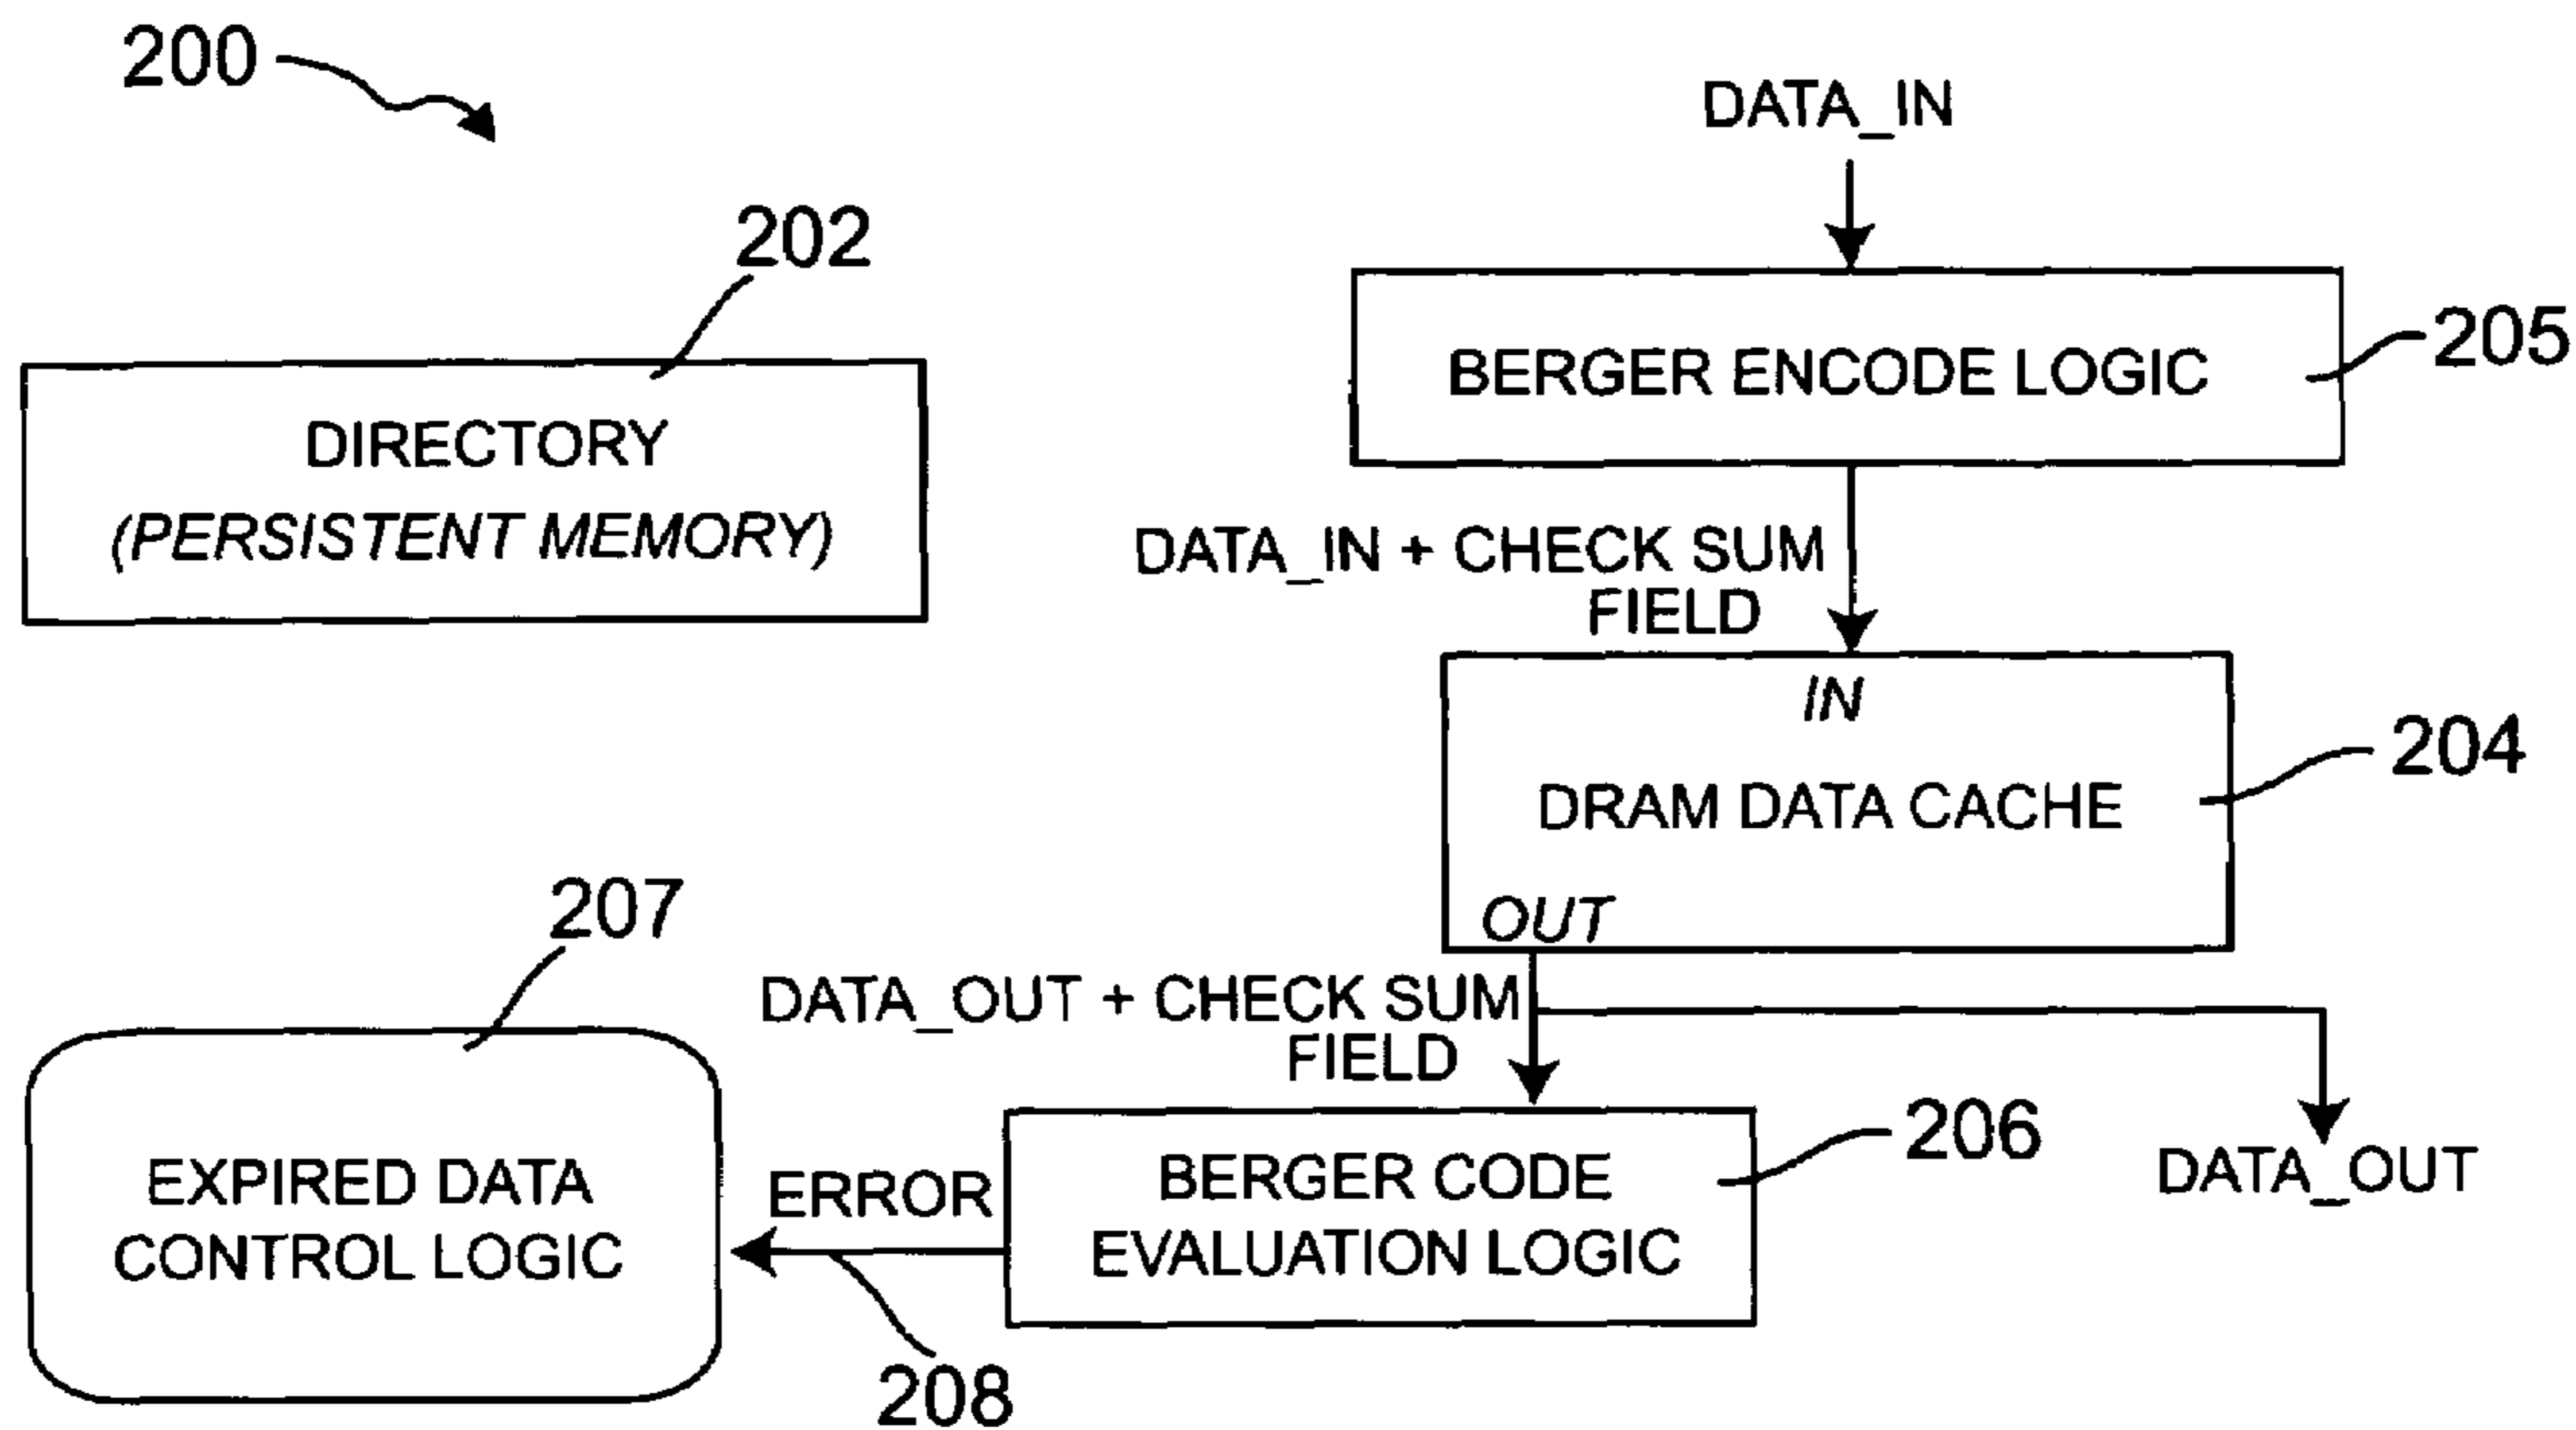 200
DATA_IN
202
205
BERGER ENCODE LOGIC
DIRECTORY
(PERSISTENT MEMORY)
DATA_IN + CHECK SUM
FIELD
IN
204
DRAM DATA CACHE
OUT
207
DATA_OUT + CHECK SUM
FIELD
206
EXPIRED DATA
CONTROL LOGIC
ERROR
BERGER CODE
EVALUATION LOGIC
DATA_OUT
208